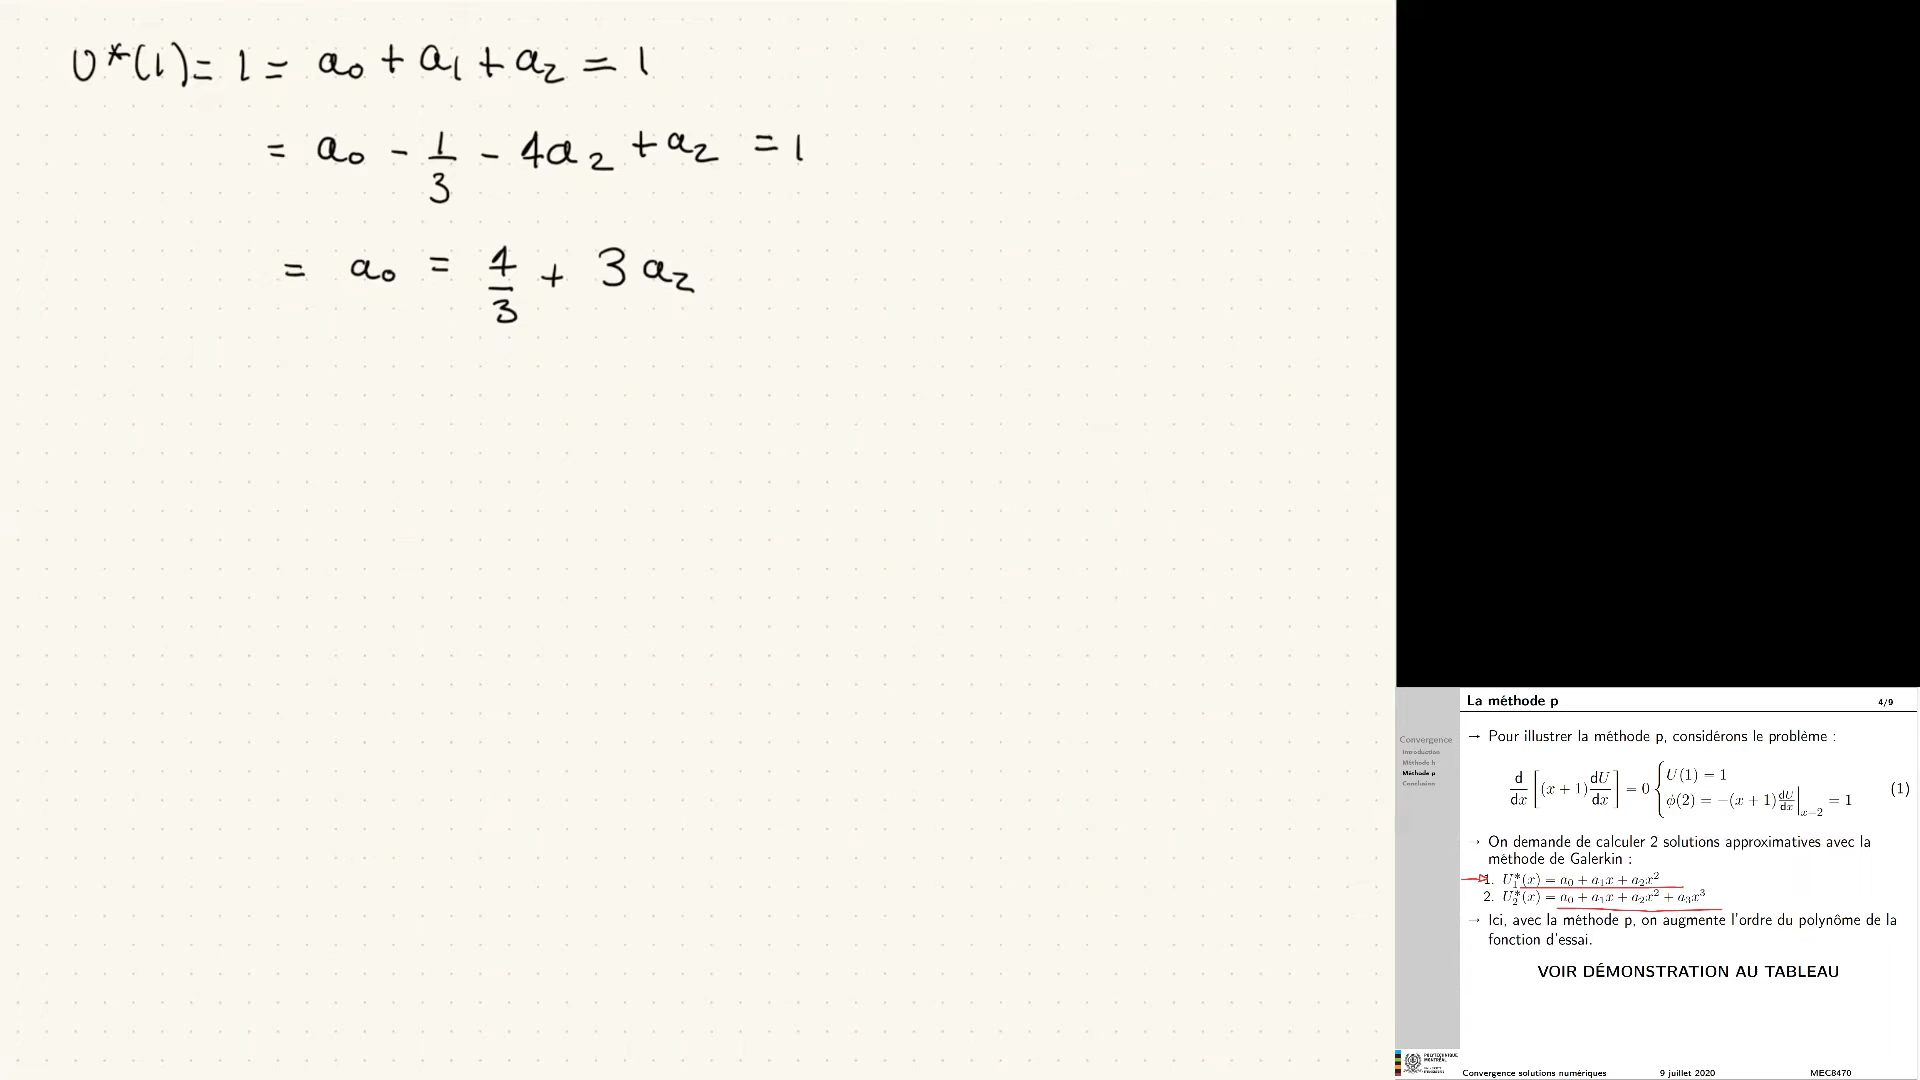 U*(1) = 1 = a₀ + a₁ + a₂ = 1
= a₀ - 1/3 - 4a₂ + a₂ = 1
= a₀ = 4/3 + 3a₂
La méthode p
4/9
Convergence
Introduction
Méthode h
Méthode p
Conclusion
→ Pour illustrer la méthode p, considérons le problème :
d/dx [(x + 1) dU/dx] = 0 { U(1) = 1
ϕ(2) = −(x + 1) dU/dx |ₓ₌₂ = 1
(1)
→ On demande de calculer 2 solutions approximatives avec la
méthode de Galerkin :
1. U₁*(x) = a₀ + a₁x + a₂x²
2. U₂*(x) = a₀ + a₁x + a₂x² + a₃x³
→ Ici, avec la méthode p, on augmente l'ordre du polynôme de la
fonction d'essai.
VOIR DÉMONSTRATION AU TABLEAU
POLYTECHNIQUE
MONTRÉAL
Convergence solutions numériques
9 juillet 2020
MEC8470